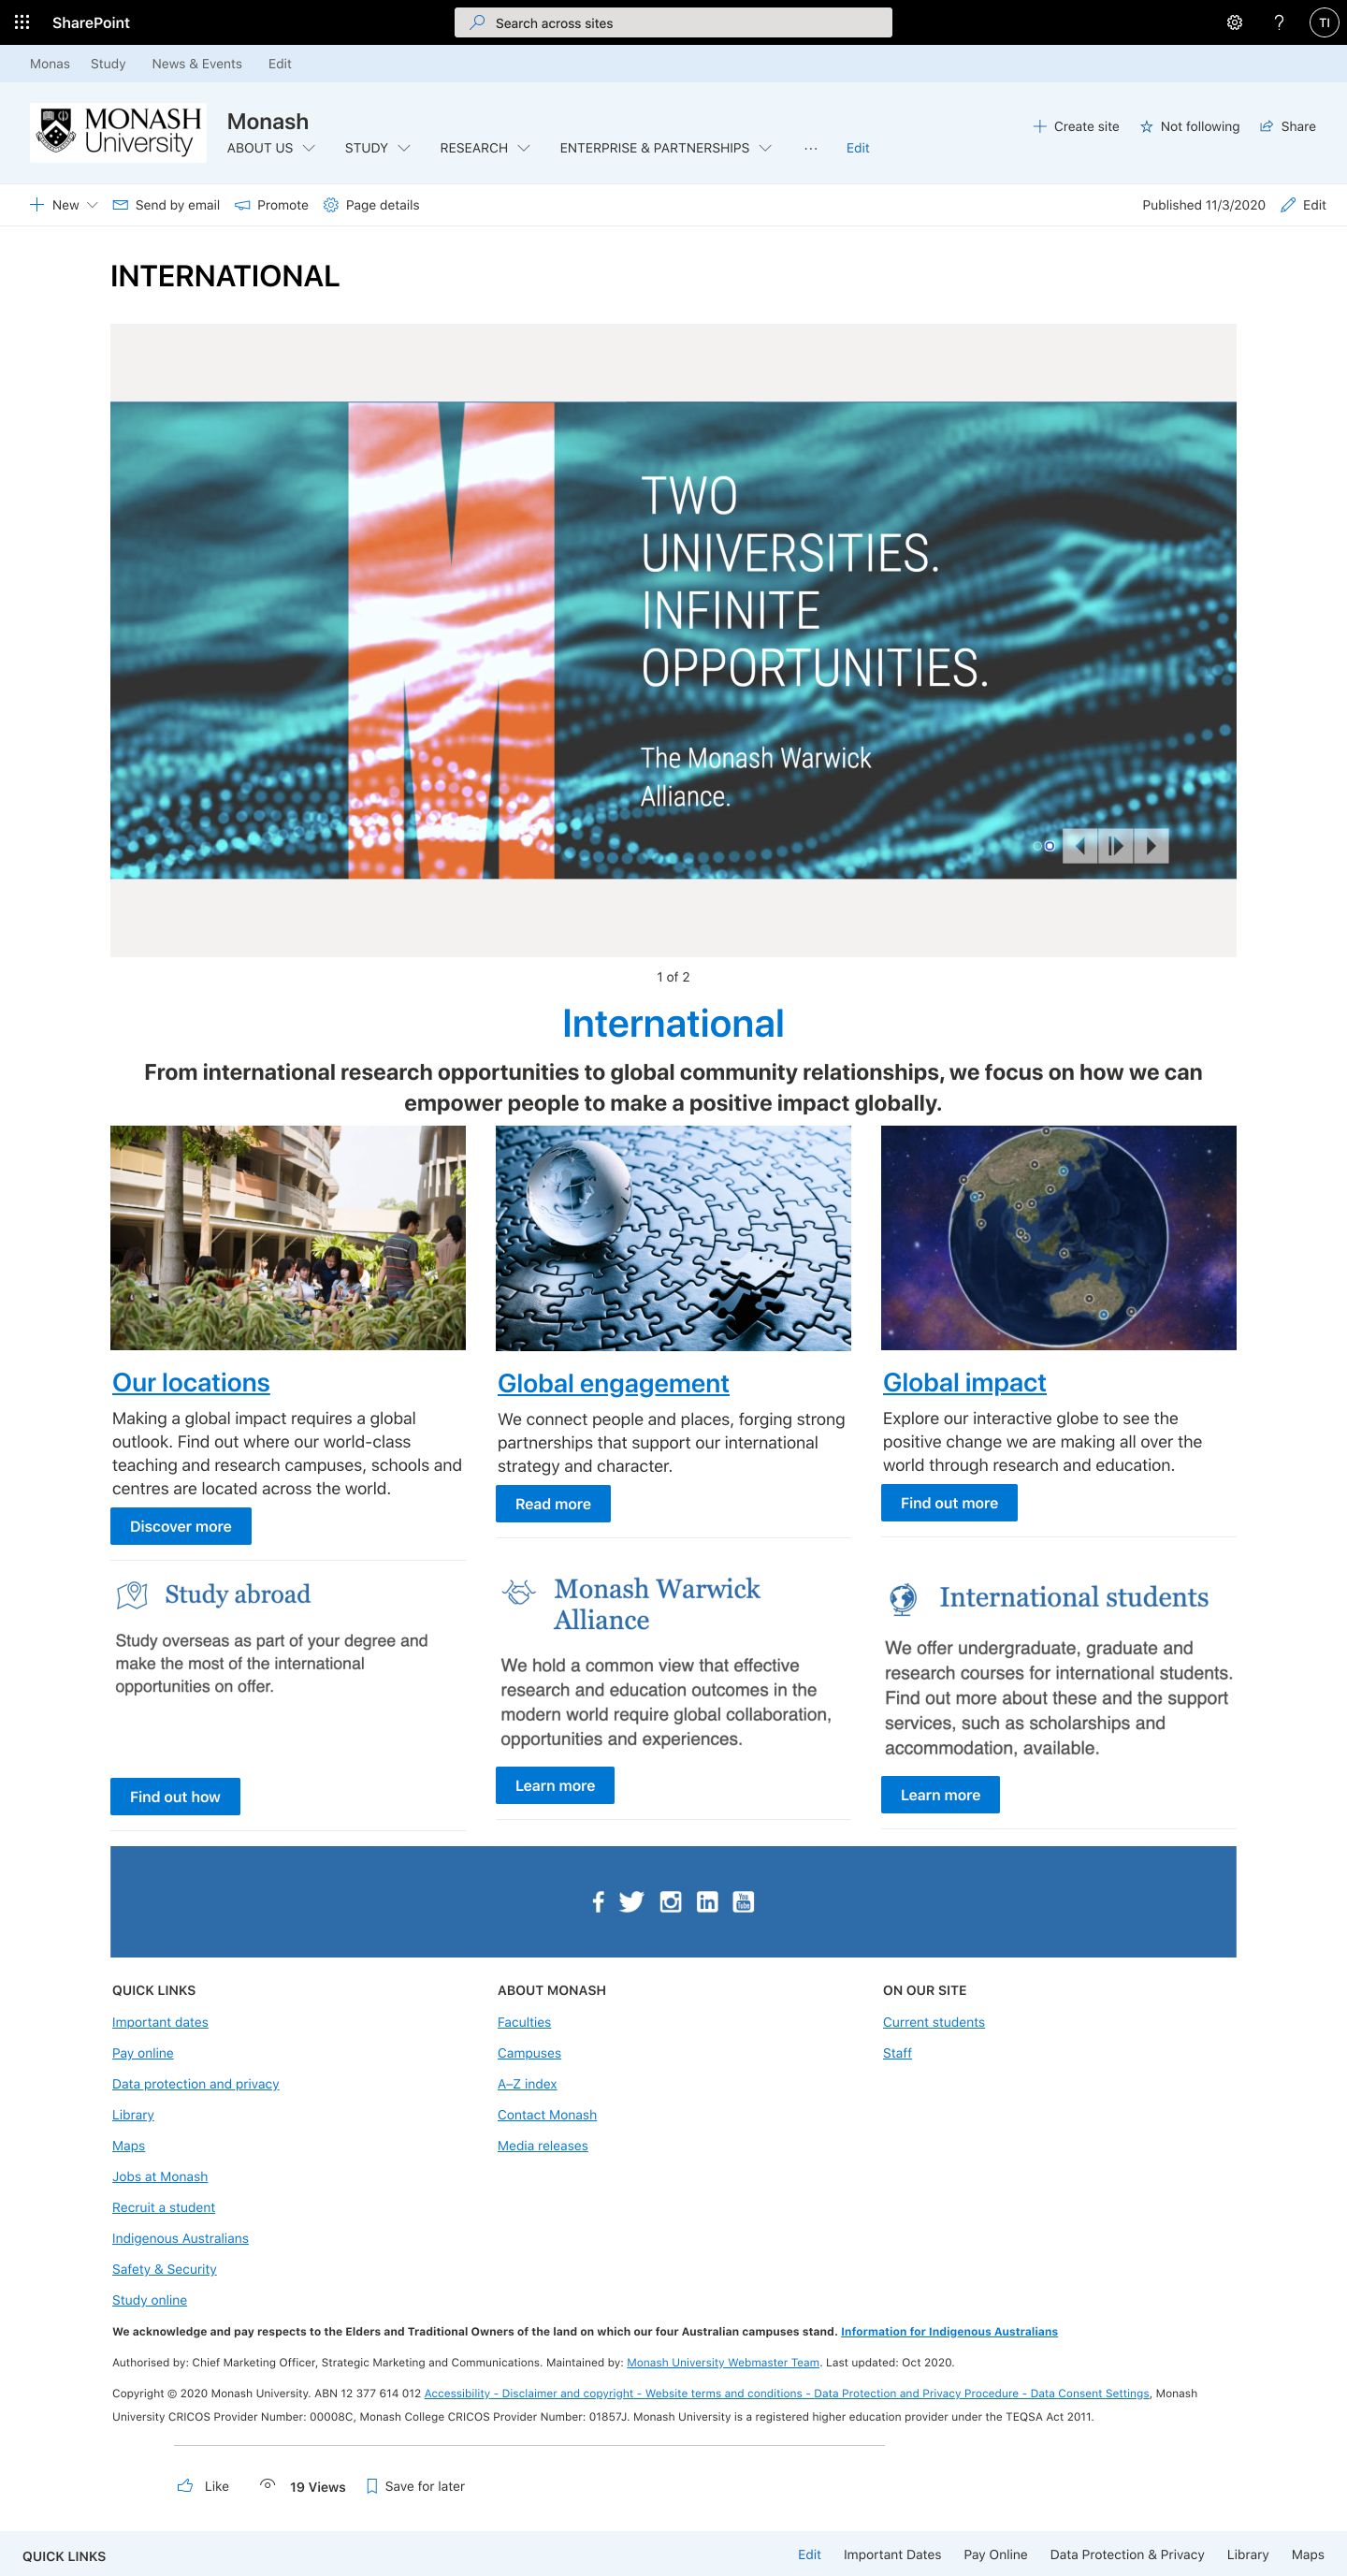 SharePoint
Search across sites
TI
Monas Study News & Events Edit
MONASH
University
Monash
ABOUT US STUDY RESEARCH ENTERPRISE & PARTNERSHIPS ... Edit
Create site Not following Share
New Send by email Promote Page details
Published 11/3/2020 Edit
INTERNATIONAL
TWO
UNIVERSITIES.
INFINITE
OPPORTUNITIES.
The Monash Warwick
Alliance.
1 of 2
International
From international research opportunities to global community relationships, we focus on how we can
empower people to make a positive impact globally.
Our locations
Making a global impact requires a global
outlook. Find out where our world-class
teaching and research campuses, schools and
centres are located across the world.
Discover more
Global engagement
We connect people and places, forging strong
partnerships that support our international
strategy and character.
Read more
Global impact
Explore our interactive globe to see the
positive change we are making all over the
world through research and education.
Find out more
Study abroad
Study overseas as part of your degree and
make the most of the international
opportunities on offer.
Find out how
Monash Warwick
Alliance
We hold a common view that effective
research and education outcomes in the
modern world require global collaboration,
opportunities and experiences.
Learn more
International students
We offer undergraduate, graduate and
research courses for international students.
Find out more about these and the support
services, such as scholarships and
accommodation, available.
Learn more
You Tube
QUICK LINKS
Important dates
Pay online
Data protection and privacy
Library
Maps
Jobs at Monash
Recruit a student
Indigenous Australians
Safety & Security
Study online
ABOUT MONASH
Faculties
Campuses
A–Z index
Contact Monash
Media releases
ON OUR SITE
Current students
Staff
We acknowledge and pay respects to the Elders and Traditional Owners of the land on which our four Australian campuses stand. Information for Indigenous Australians
Authorised by: Chief Marketing Officer, Strategic Marketing and Communications. Maintained by: Monash University Webmaster Team. Last updated: Oct 2020.
Copyright © 2020 Monash University. ABN 12 377 614 012 Accessibility - Disclaimer and copyright - Website terms and conditions - Data Protection and Privacy Procedure - Data Consent Settings, Monash
University CRICOS Provider Number: 00008C, Monash College CRICOS Provider Number: 01857J. Monash University is a registered higher education provider under the TEQSA Act 2011.
Like 19 Views Save for later
QUICK LINKS
Edit Important Dates Pay Online Data Protection & Privacy Library Maps